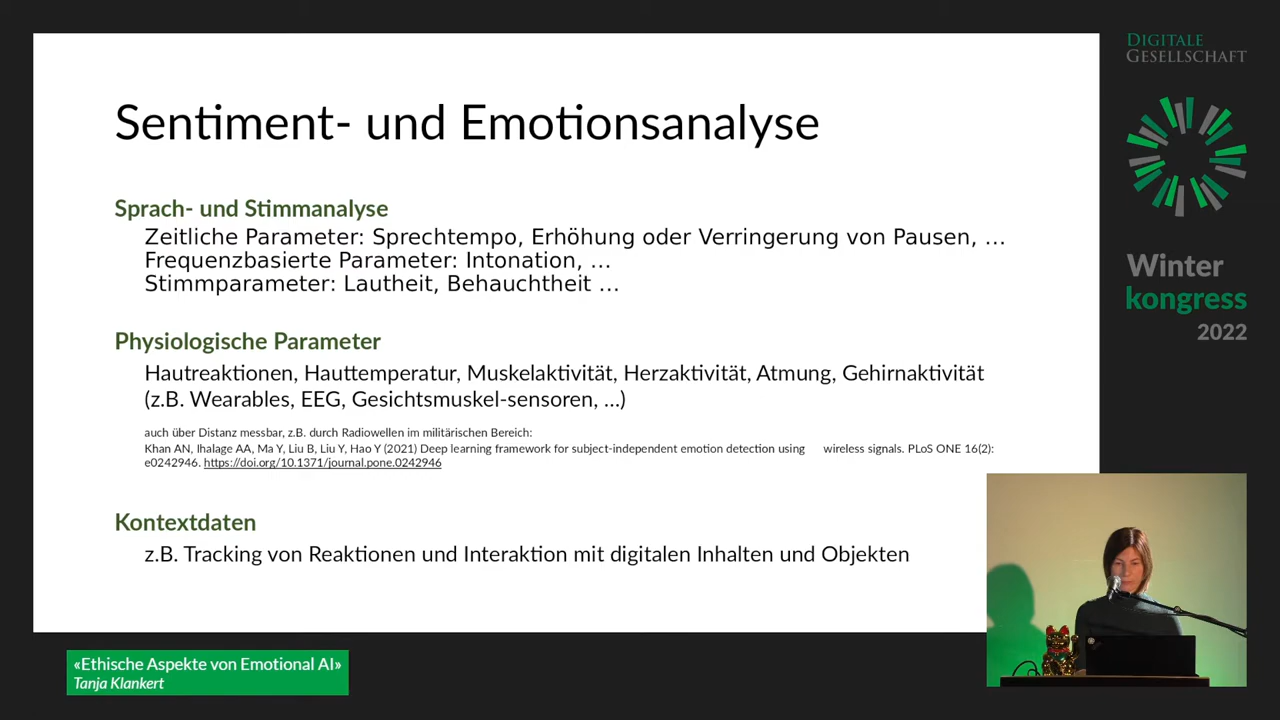 Sentiment- und Emotionsanalyse
Sprach- und Stimmanalyse
Zeitliche Parameter: Sprechtempo, Erhöhung oder Verringerung von Pausen, …
Frequenzbasierte Parameter: Intonation, …
Stimmparameter: Lautheit, Behauchtheit …
Physiologische Parameter
Hautreaktionen, Hauttemperatur, Muskelaktivität, Herzaktivität, Atmung, Gehirnaktivität
(z.B. Wearables, EEG, Gesichtsmuskel-sensoren, …)
auch über Distanz messbar, z.B. durch Radiowellen im militärischen Bereich:
Khan AN, Ihalage AA, Ma Y, Liu B, Liu Y, Hao Y (2021) Deep learning framework for subject-independent emotion detection using wireless signals. PLoS ONE 16(2):
e0242946. https://doi.org/10.1371/journal.pone.0242946
Kontextdaten
z.B. Tracking von Reaktionen und Interaktion mit digitalen Inhalten und Objekten
DIGITALE
GESELLSCHAFT
Winter
kongress
2022
«Ethische Aspekte von Emotional AI»
Tanja Klankert